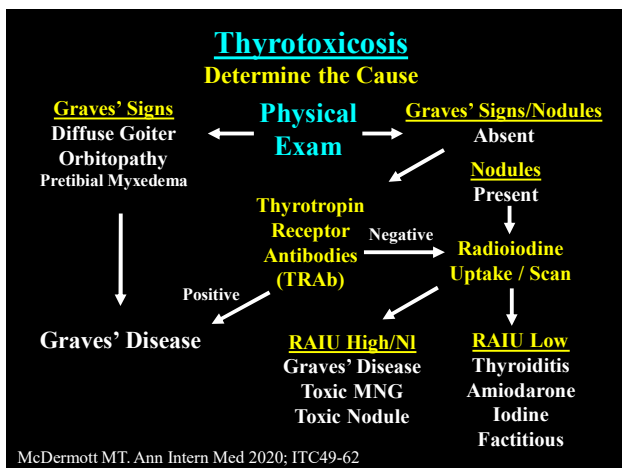 Thyrotoxicosis
Determine the Cause
Graves’ Signs
Diffuse Goiter
Orbitopathy
Pretibial Myxedema
Physical
Exam
Graves’ Signs/Nodules
Absent
Nodules
Present
Thyrotropin
Receptor
Antibodies
(TRAb)
Negative
Radioiodine
Uptake / Scan
Positive
Graves’ Disease
RAIU High/Nl
Graves’ Disease
Toxic MNG
Toxic Nodule
RAIU Low
Thyroiditis
Amiodarone
Iodine
Factitious
McDermott MT. Ann Intern Med 2020; ITC49-62